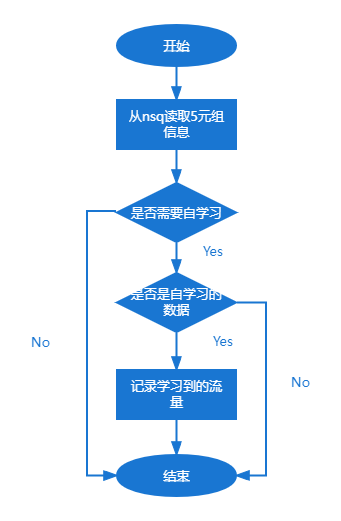 开始
从nsq读取5元组
信息
是否需要自学习
Yes
是否是自学习的
数据
Yes
No
No
记录学习到的流
量
结束